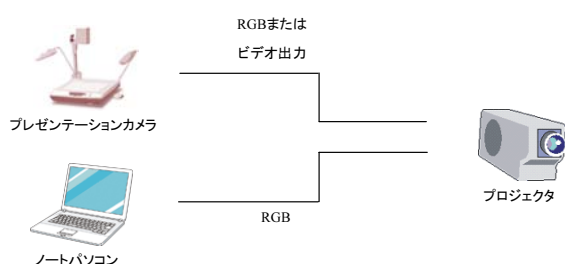 RGBまたは
ビデオ出力
プレゼンテーションカメラ
プロジェクタ
RGB
ノートパソコン